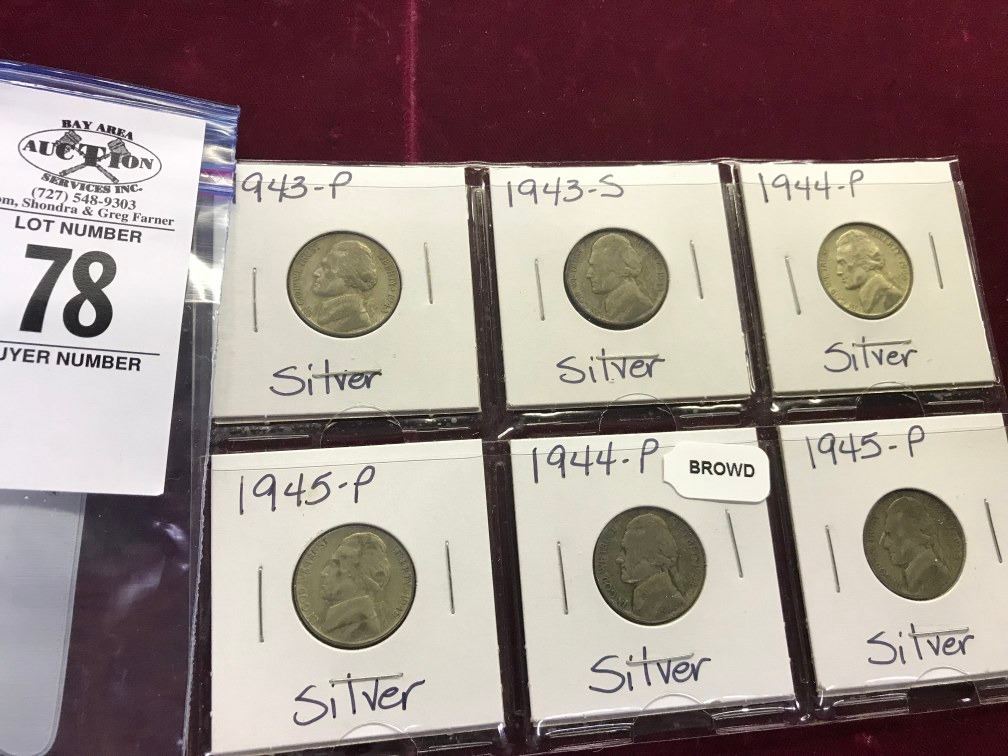 BAY AREA
AUCTION
SERVICES INC.
(727) 548-9303
om, Shondra & Greg Farner
LOT NUMBER
78
UYER NUMBER
943-P
Silver
1943-S
Silver
1944-P
Silver
1945-P
Silver
1944-P
BROWD
Silver
1945-P
Silver